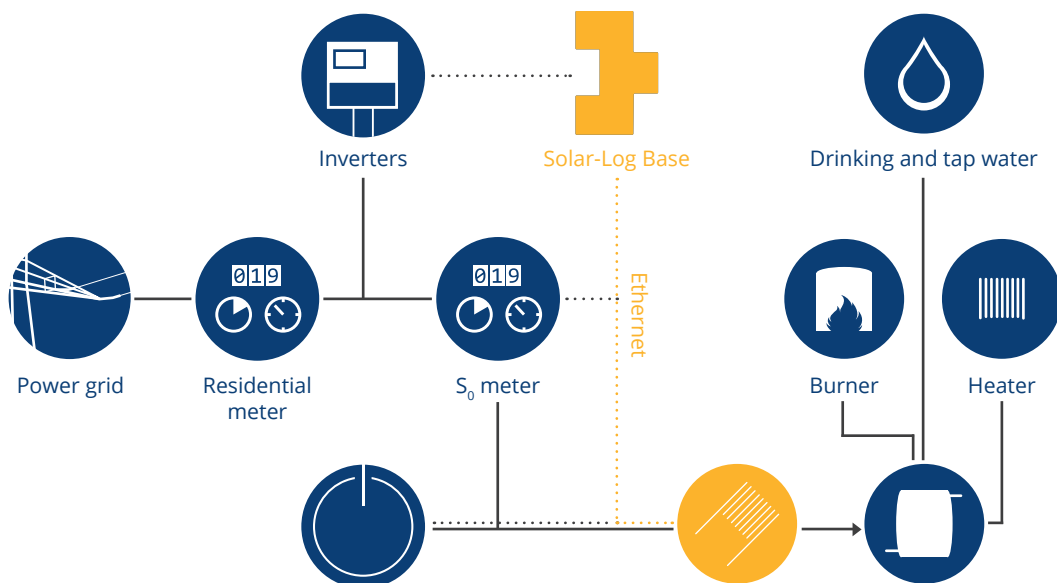 Inverters
Solar-Log Base
Drinking and tap water
019
019
Ethernet
Power grid
Residential
meter
S₀ meter
Burner
Heater